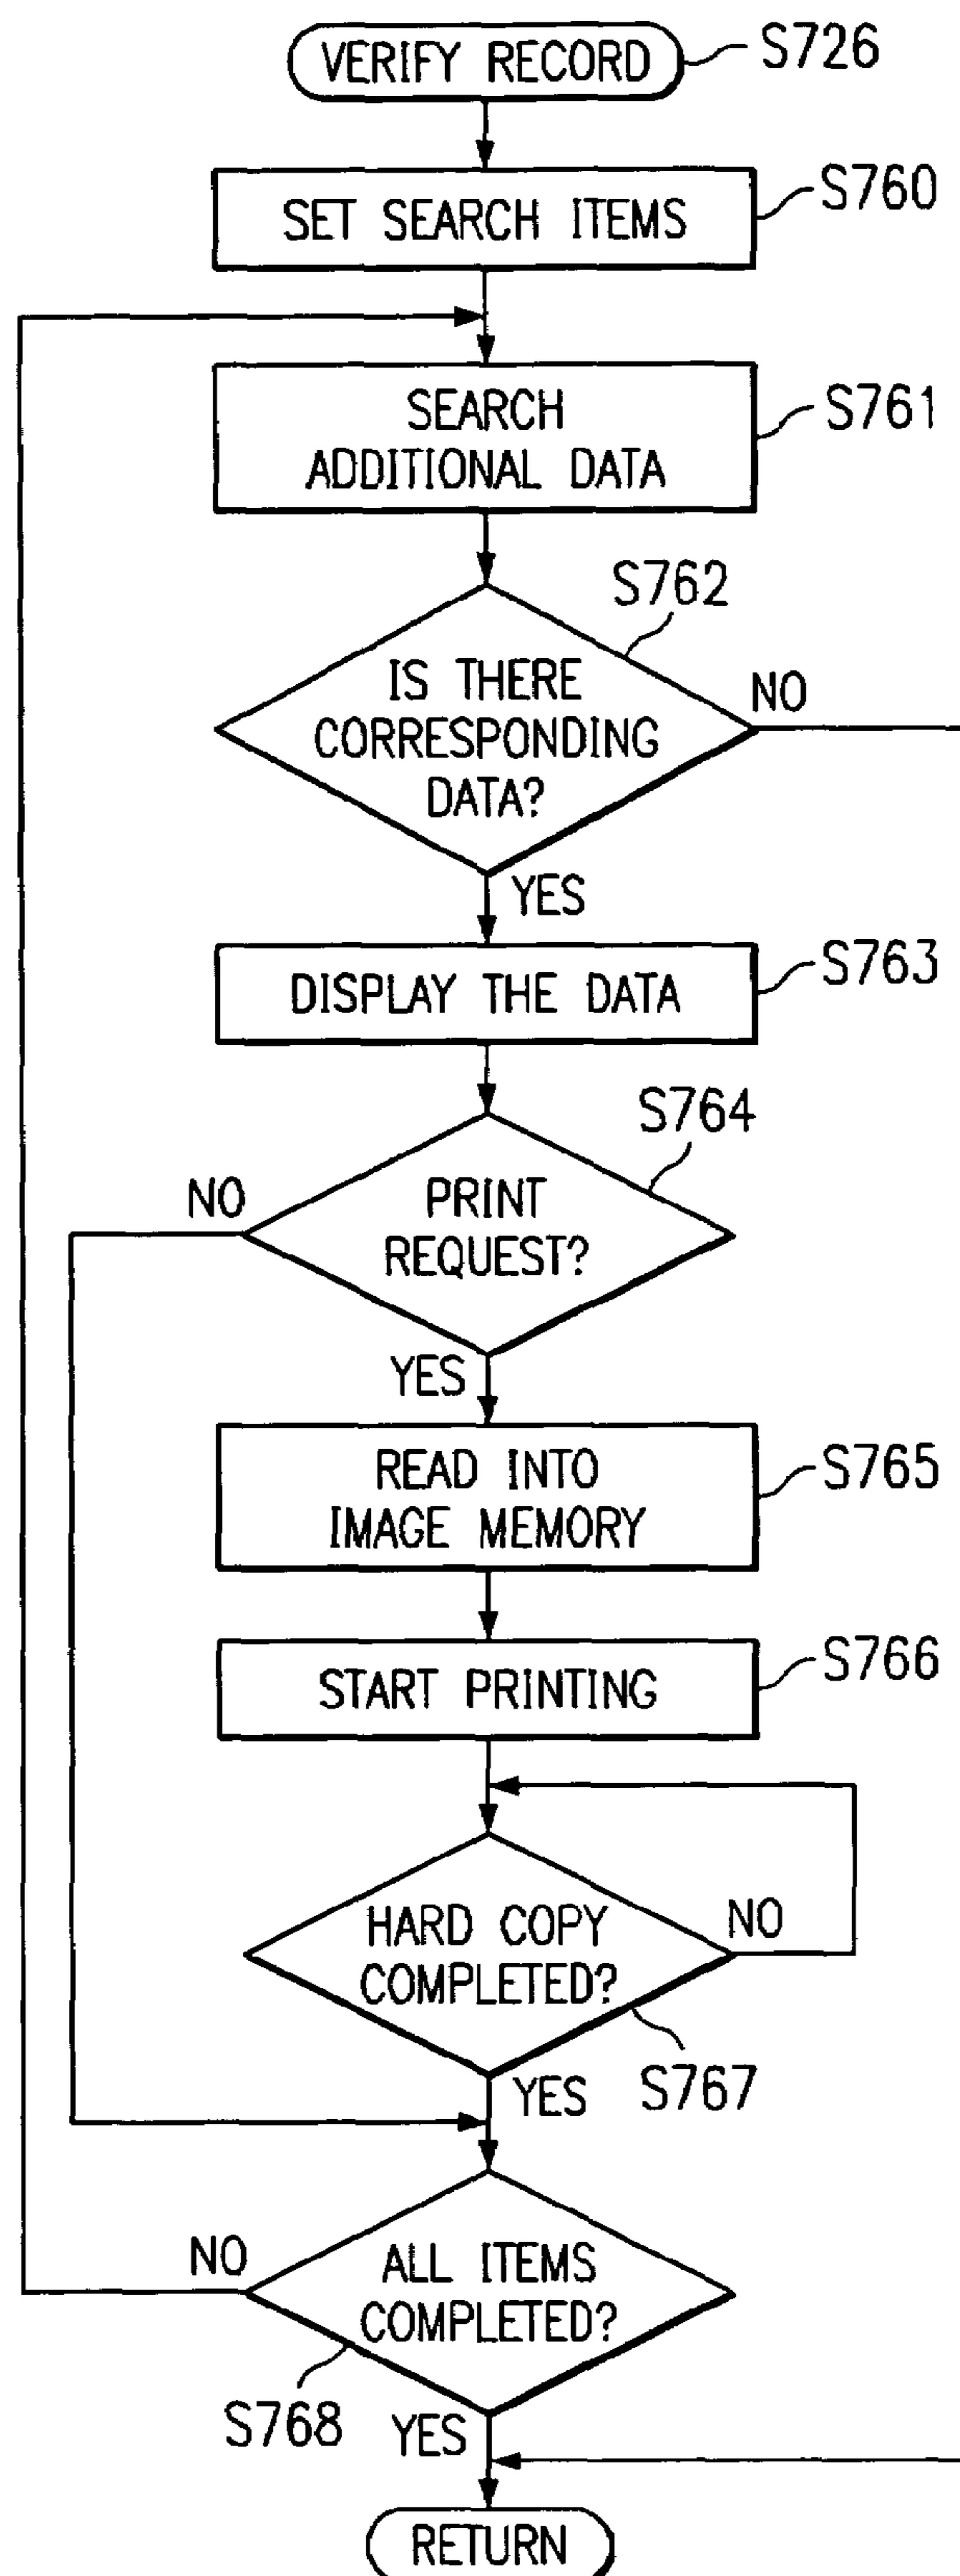 VERIFY RECORD
S726
SET SEARCH ITEMS
S760
SEARCH
ADDITIONAL DATA
S761
S762
IS THERE
CORRESPONDING
DATA?
NO
YES
DISPLAY THE DATA
S763
S764
NO
PRINT
REQUEST?
YES
READ INTO
IMAGE MEMORY
S765
START PRINTING
S766
HARD COPY
COMPLETED?
NO
S767
YES
NO
ALL ITEMS
COMPLETED?
S768
YES
RETURN